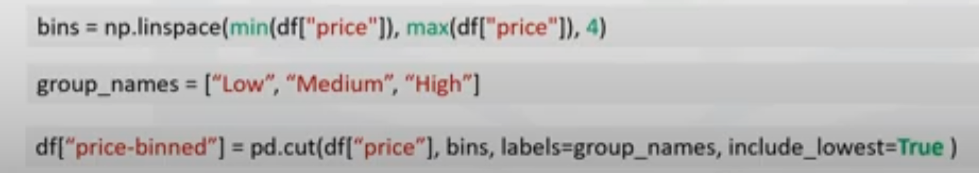 bins = np.linspace(min(df["price"]), max(df["price"]), 4)
group_names = [“Low”, “Medium”, “High”]
df[“price-binned”] = pd.cut(df[“price”], bins, labels=group_names, include_lowest=True )